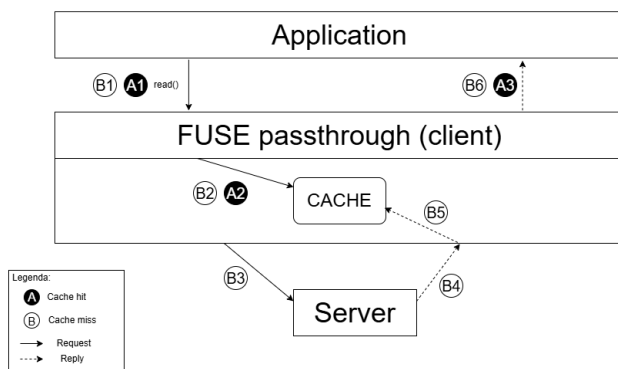 Application
B1 A1 read()
B6 A3
FUSE passthrough (client)
B2 A2
CACHE
B5
B3
B4
Server
Legenda:
A Cache hit
B Cache miss
Request
Reply